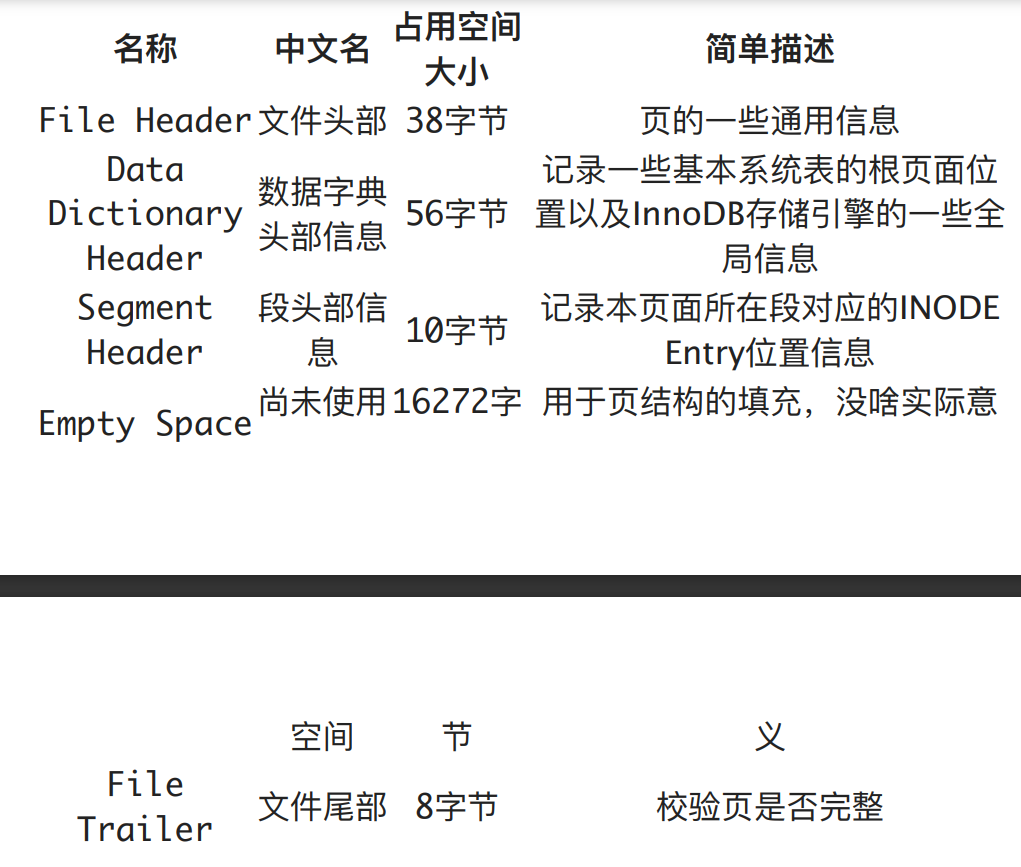 名称 中文名 占用空间大小 简单描述
File Header 文件头部 38字节 页的一些通用信息
Data Dictionary Header 数据字典头部信息 56字节 记录一些基本系统表的根页面位置以及InnoDB存储引擎的一些全局信息
Segment Header 段头部信息 10字节 记录本页面所在段对应的INODE Entry位置信息
Empty Space 尚未使用 16272字 用于页结构的填充，没啥实际意
空间 节 义
File Trailer 文件尾部 8字节 校验页是否完整